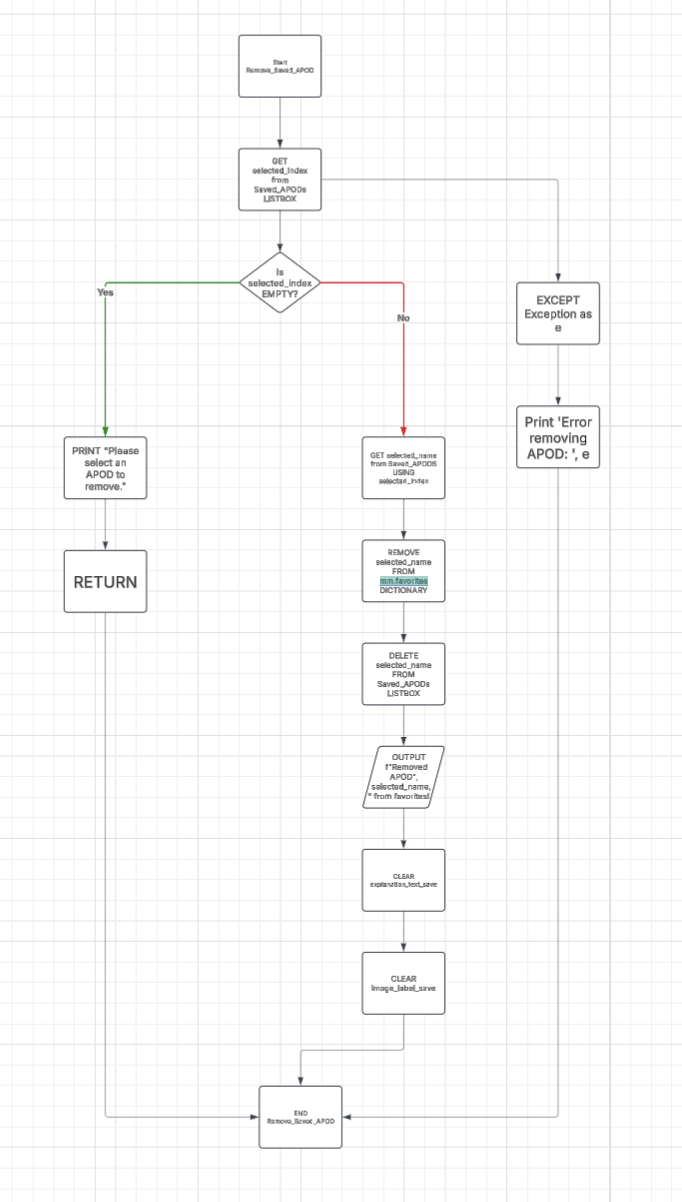 Start
Remove_Saved_APOD
GET
selected_index
from
Saved_APODs
LISTBOX
Is
selected_index
EMPTY?
Yes
No
EXCEPT
Exception as
e
Print 'Error
removing
APOD: ', e
PRINT "Please
select an
APOD to
remove."
RETURN
GET selected_name
from Saved_APODS
USING
selected_index
REMOVE
selected_name
FROM
mm.favorites
DICTIONARY
DELETE
selected_name
FROM
Saved_APODs
LISTBOX
OUTPUT
f"Removed
APOD",
selected_name,
" from favorites!
CLEAR
explanation_text_save
CLEAR
image_label_save
END
Remove_Saved_APOD